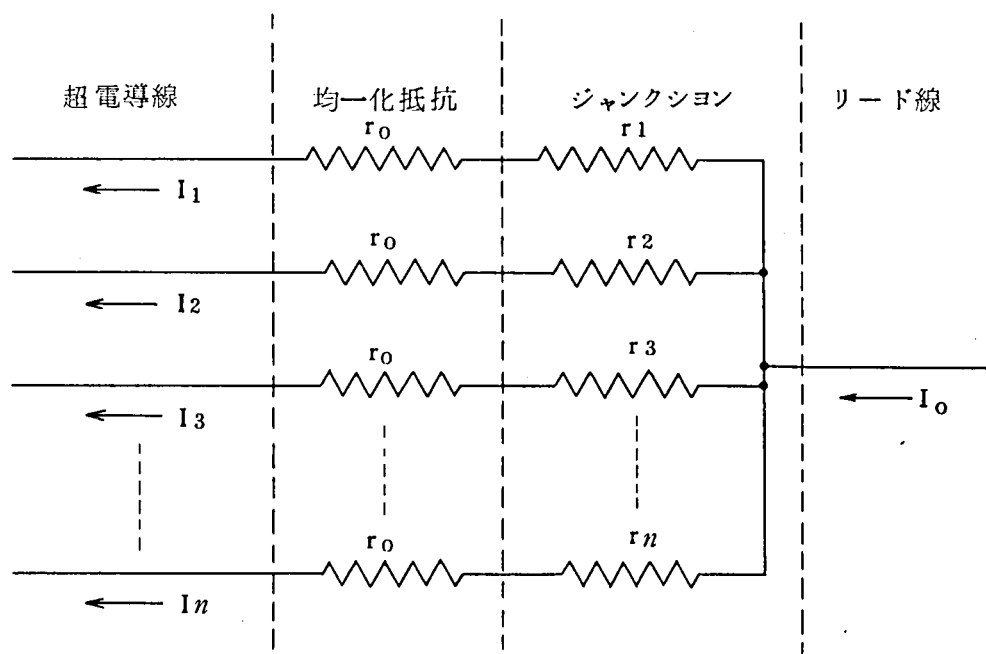 超電導線 均一化抵抗 ジャンクション リード線
r0 r1
I1
r0 r2
I2
r0 r3
I3 I0
r0 rn
In